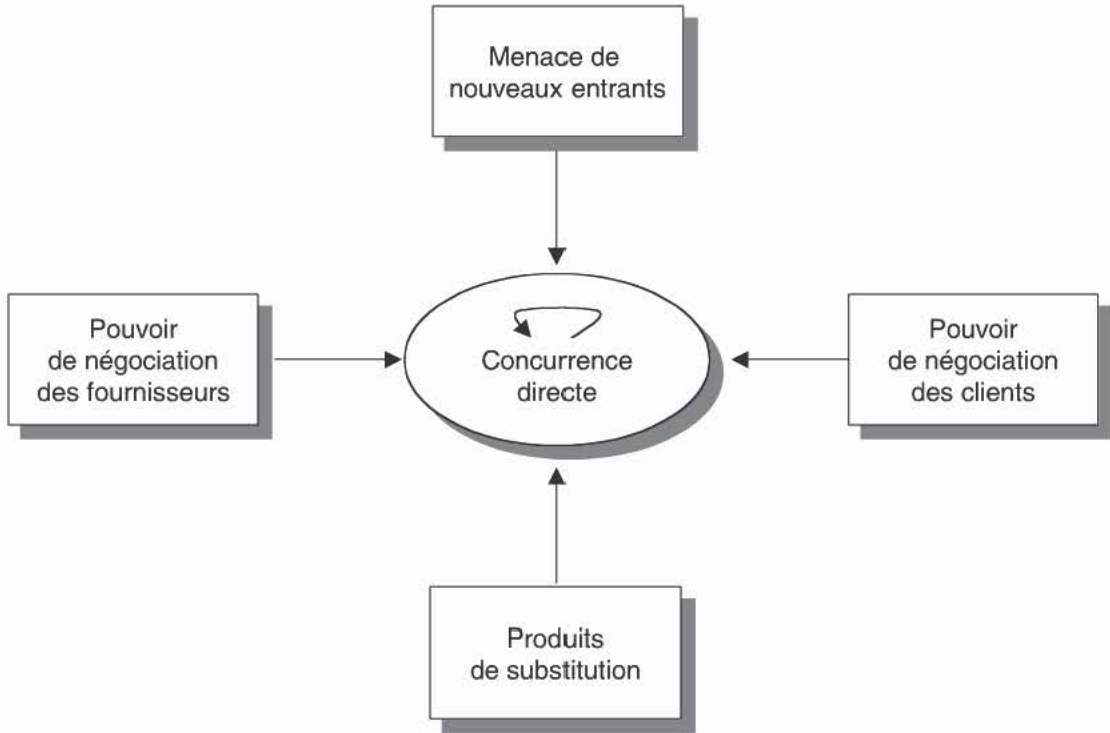 Menace de
nouveaux entrants
Pouvoir
de négociation
des fournisseurs
Concurrence
directe
Pouvoir
de négociation
des clients
Produits
de substitution